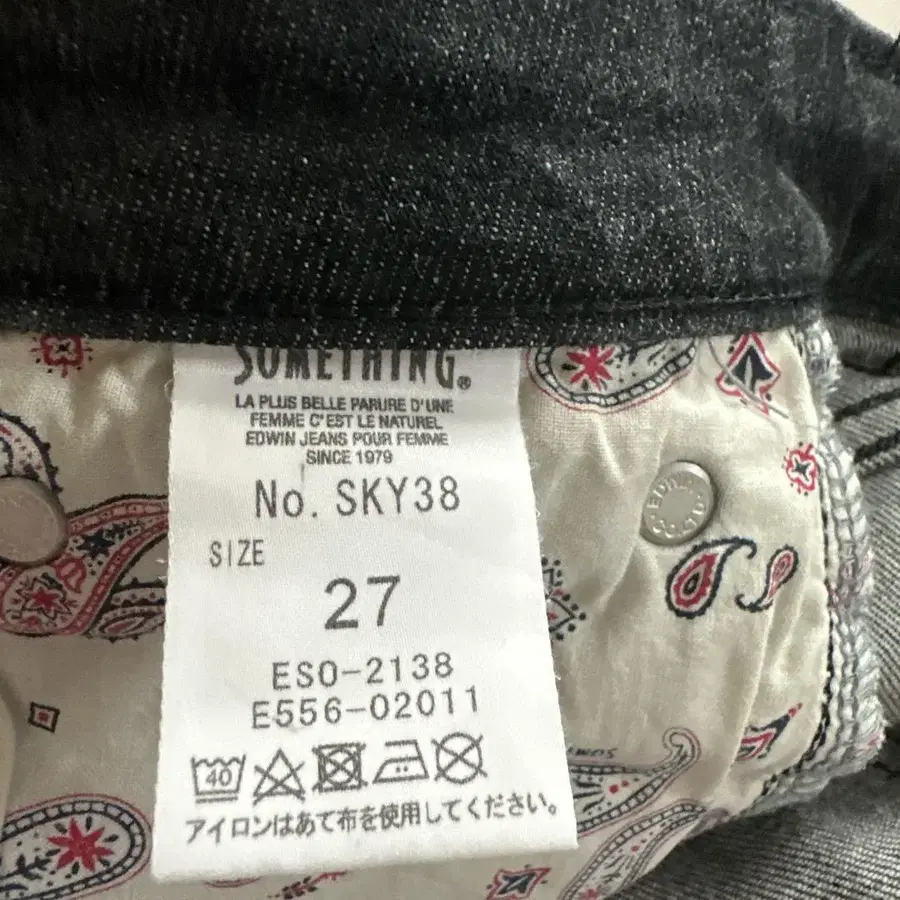 SOMETHING®
LA PLUS BELLE PARURE D'UNE
FEMME C'EST LE NATUREL
EDWIN JEANS POUR FEMME
SINCE 1979
No. SKY38
SIZE
27
ESO-2138
E556-02011
40
アイロンはあて布を使用してください。